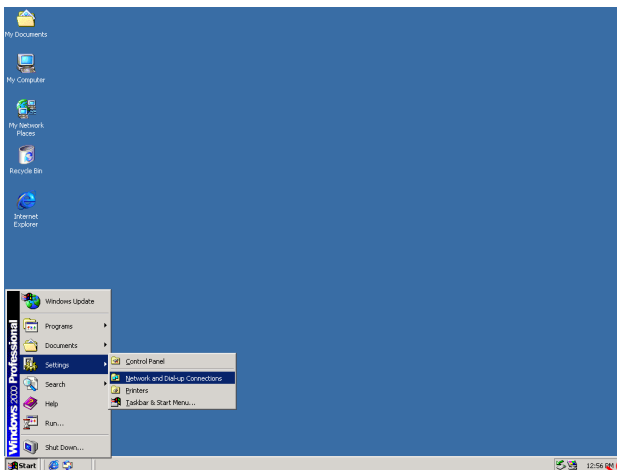 My Documents
My Computer
My Network
Places
Recycle Bin
Internet
Explorer
Windows Update
Programs
Documents
Settings
Search
Help
Run...
Shut Down...
Windows 2000 Professional
Control Panel
Network and Dial-up Connections
Printers
Taskbar & Start Menu...
Start
12:56 PM